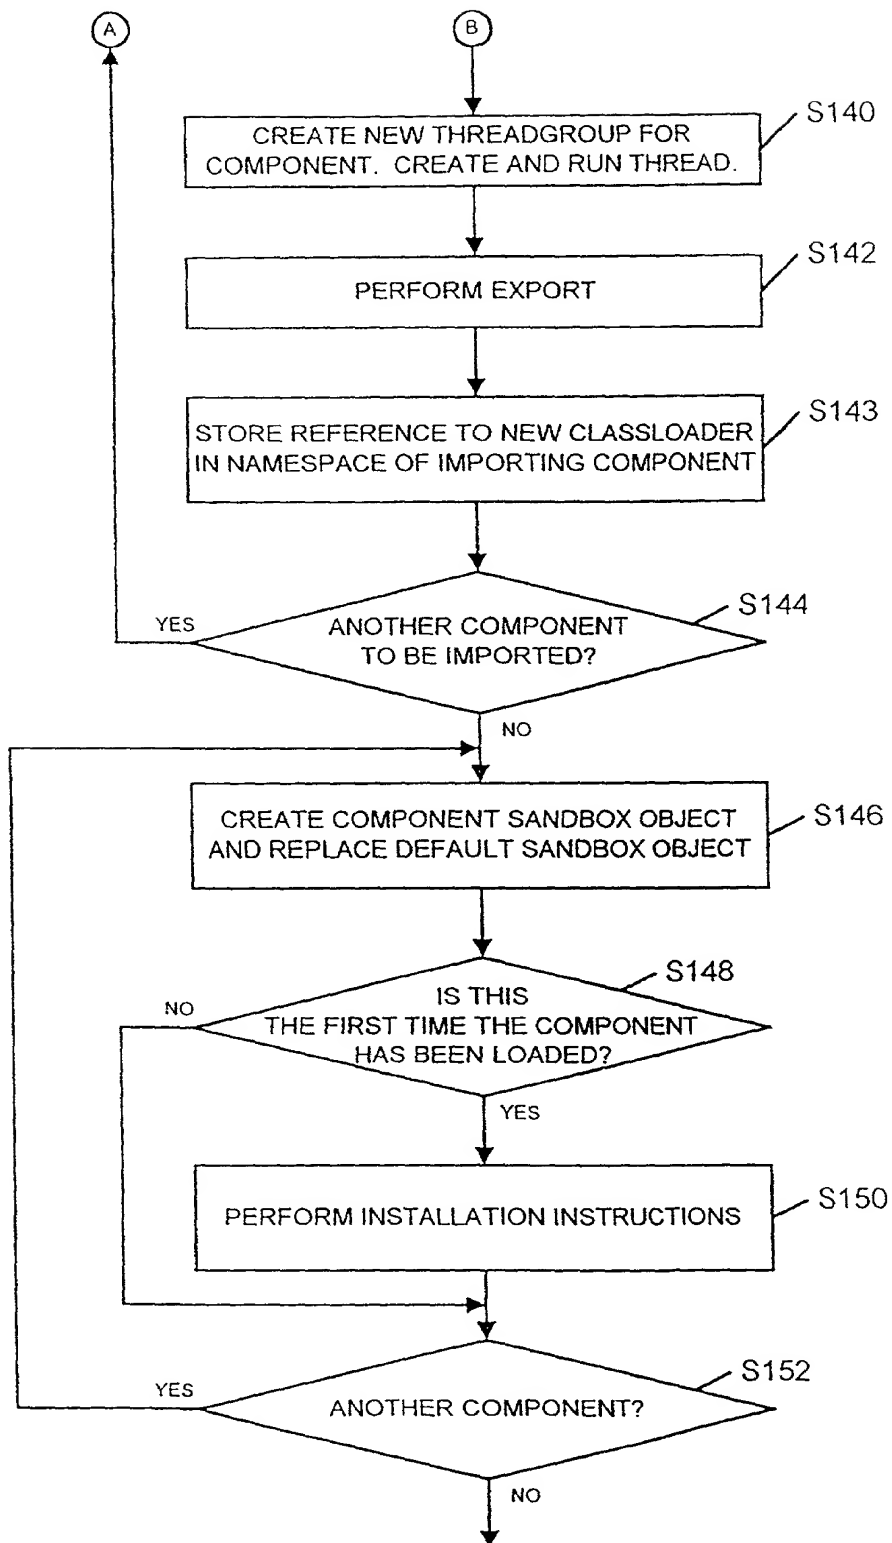 A
B
S140
CREATE NEW THREADGROUP FOR
COMPONENT. CREATE AND RUN THREAD.
S142
PERFORM EXPORT
S143
STORE REFERENCE TO NEW CLASSLOADER
IN NAMESPACE OF IMPORTING COMPONENT
S144
YES
ANOTHER COMPONENT
TO BE IMPORTED?
NO
S146
CREATE COMPONENT SANDBOX OBJECT
AND REPLACE DEFAULT SANDBOX OBJECT
S148
NO
IS THIS
THE FIRST TIME THE COMPONENT
HAS BEEN LOADED?
YES
S150
PERFORM INSTALLATION INSTRUCTIONS
S152
YES
ANOTHER COMPONENT?
NO